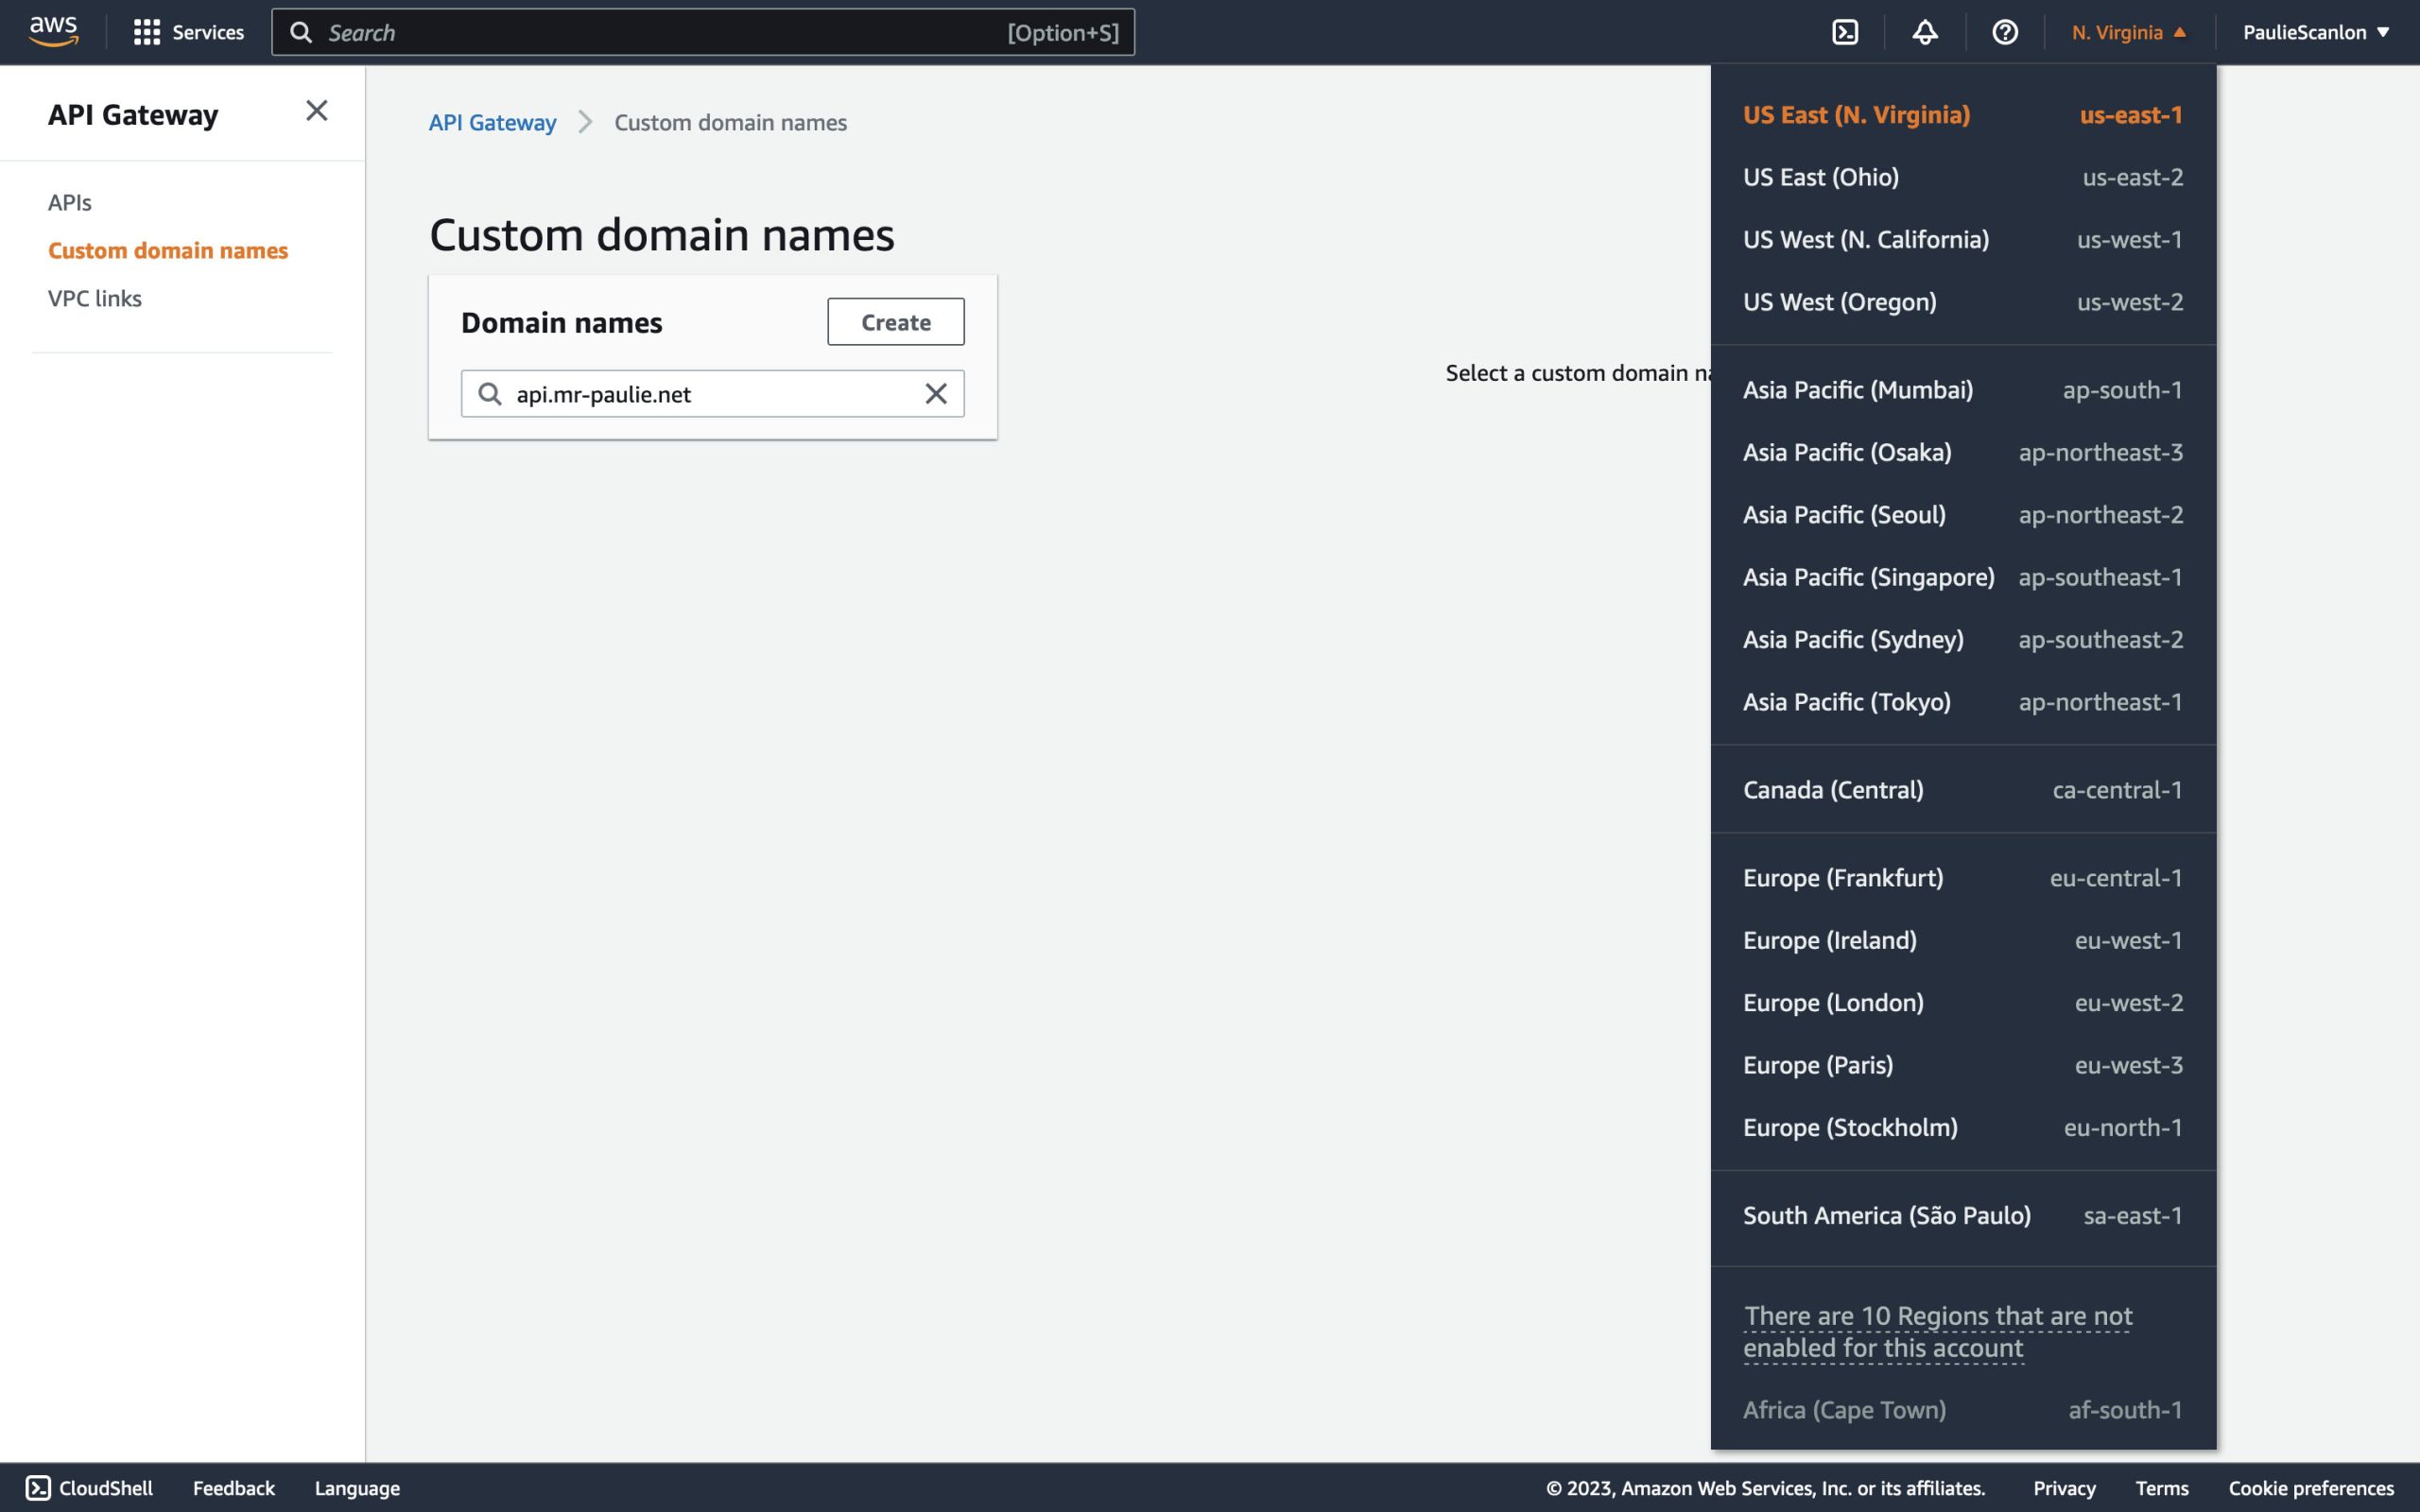 aws
Services
Search
[Option+S]
N. Virginia
PaulieScanlon
API Gateway
APIs
Custom domain names
VPC links
API Gateway
Custom domain names
Custom domain names
Domain names
Create
api.mr-paulie.net
Select a custom domain
US East (N. Virginia) us-east-1
US East (Ohio) us-east-2
US West (N. California) us-west-1
US West (Oregon) us-west-2
Asia Pacific (Mumbai) ap-south-1
Asia Pacific (Osaka) ap-northeast-3
Asia Pacific (Seoul) ap-northeast-2
Asia Pacific (Singapore) ap-southeast-1
Asia Pacific (Sydney) ap-southeast-2
Asia Pacific (Tokyo) ap-northeast-1
Canada (Central) ca-central-1
Europe (Frankfurt) eu-central-1
Europe (Ireland) eu-west-1
Europe (London) eu-west-2
Europe (Paris) eu-west-3
Europe (Stockholm) eu-north-1
South America (São Paulo) sa-east-1
There are 10 Regions that are not
enabled for this account
Africa (Cape Town) af-south-1
CloudShell
Feedback
Language
© 2023, Amazon Web Services, Inc. or its affiliates.
Privacy
Terms
Cookie preferences